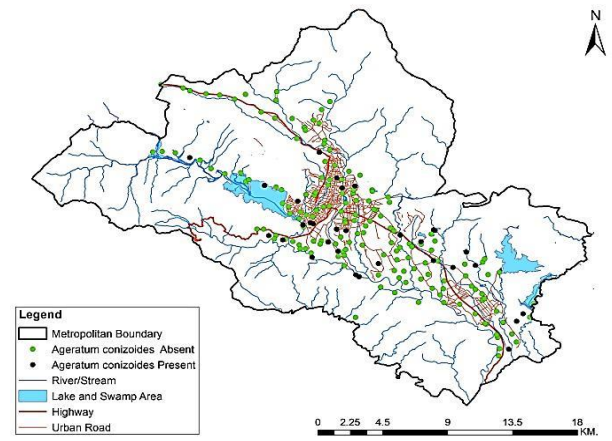 N
Legend
Metropolitan Boundary
Ageratum conizoides Absent
Ageratum conizoides Present
River/Stream
Lake and Swamp Area
Highway
Urban Road
0 2.25 4.5 9 13.5 18
KM.